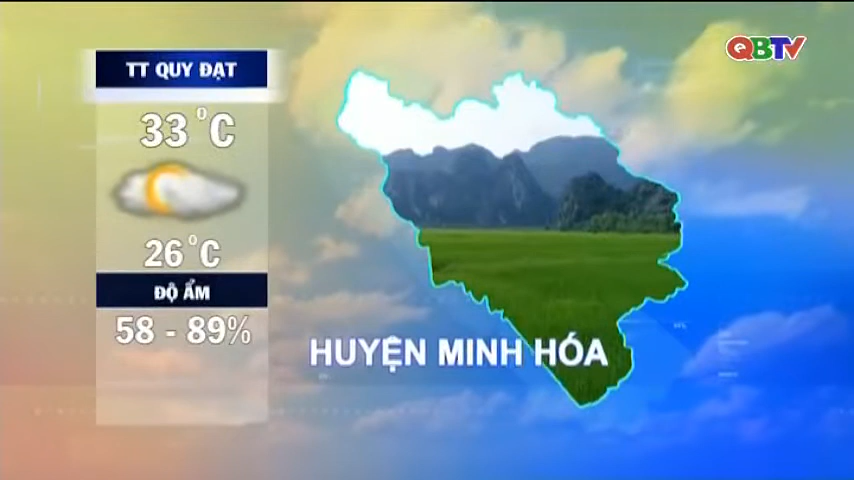 QBTV
TT QUY ĐẠT
33°C
26°C
ĐỘ ẨM
58 - 89%
HUYỆN MINH HÓA